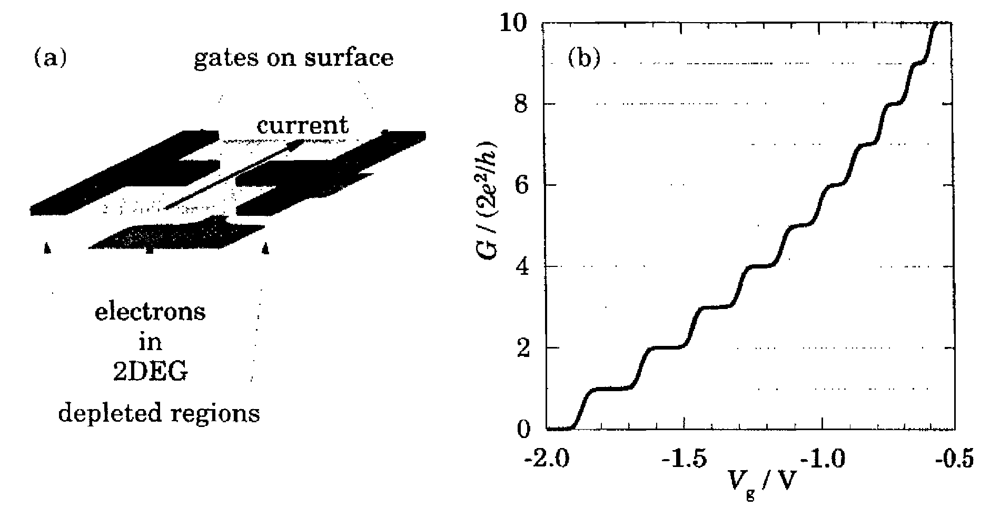 (a)
gates on surface
current
electrons
in
2DEG
depleted regions
(b)
G / (2e²/h)
10
8
6
4
2
0
-2.0
-1.5
-1.0
-0.5
V_g / V